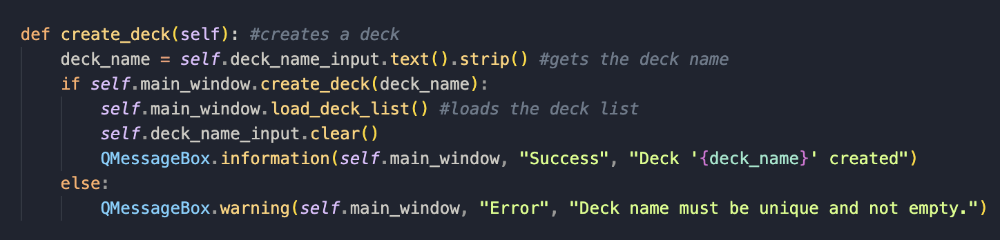 def create_deck(self): #creates a deck
    deck_name = self.deck_name_input.text().strip() #gets the deck name
    if self.main_window.create_deck(deck_name):
        self.main_window.load_deck_list() #loads the deck list
        self.deck_name_input.clear()
        QMessageBox.information(self.main_window, "Success", "Deck '{deck_name}' created")
    else:
        QMessageBox.warning(self.main_window, "Error", "Deck name must be unique and not empty.")